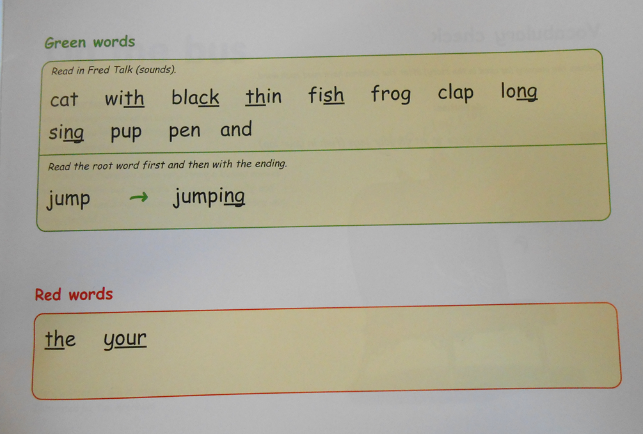 Green words
Read in Fred Talk (sounds).
cat with black thin fish frog clap long
sing pup pen and
Read the root word first and then with the ending.
jump → jumping
Red words
the your